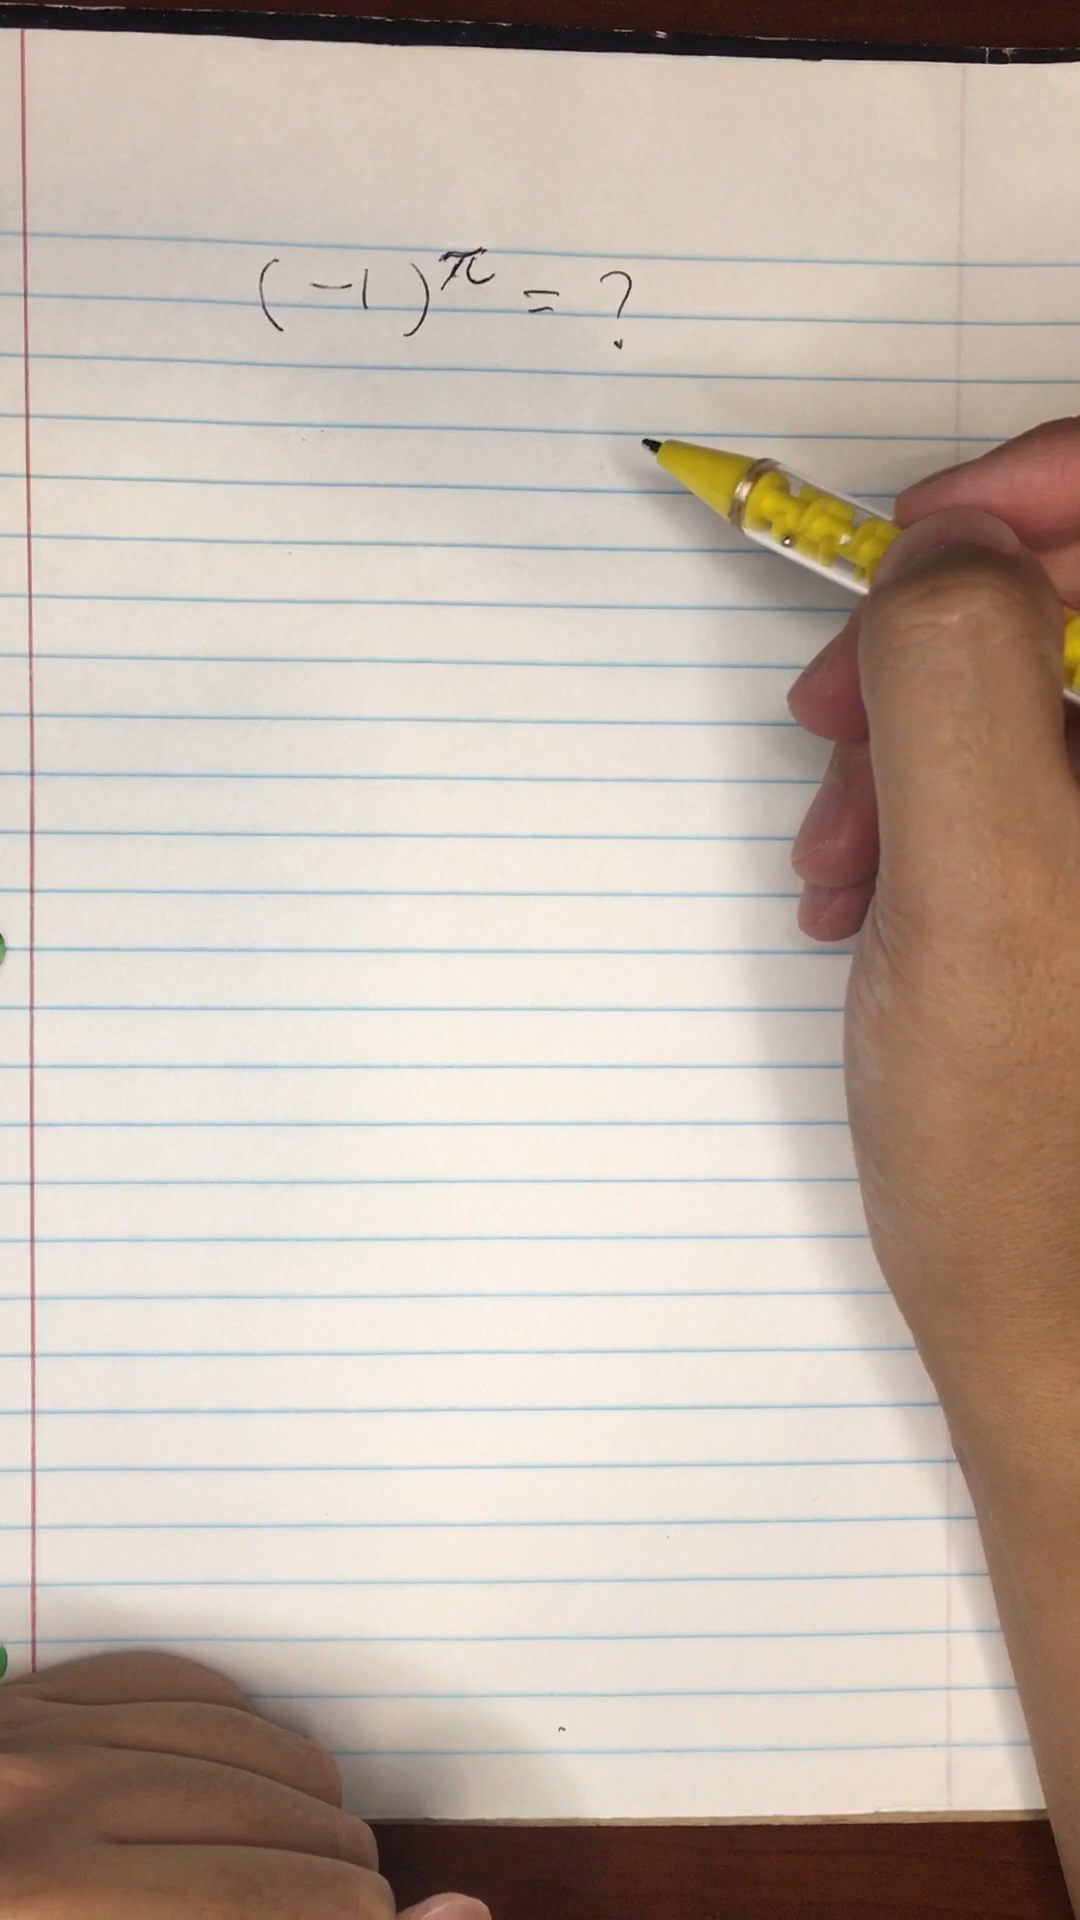 (-1)^π = ?